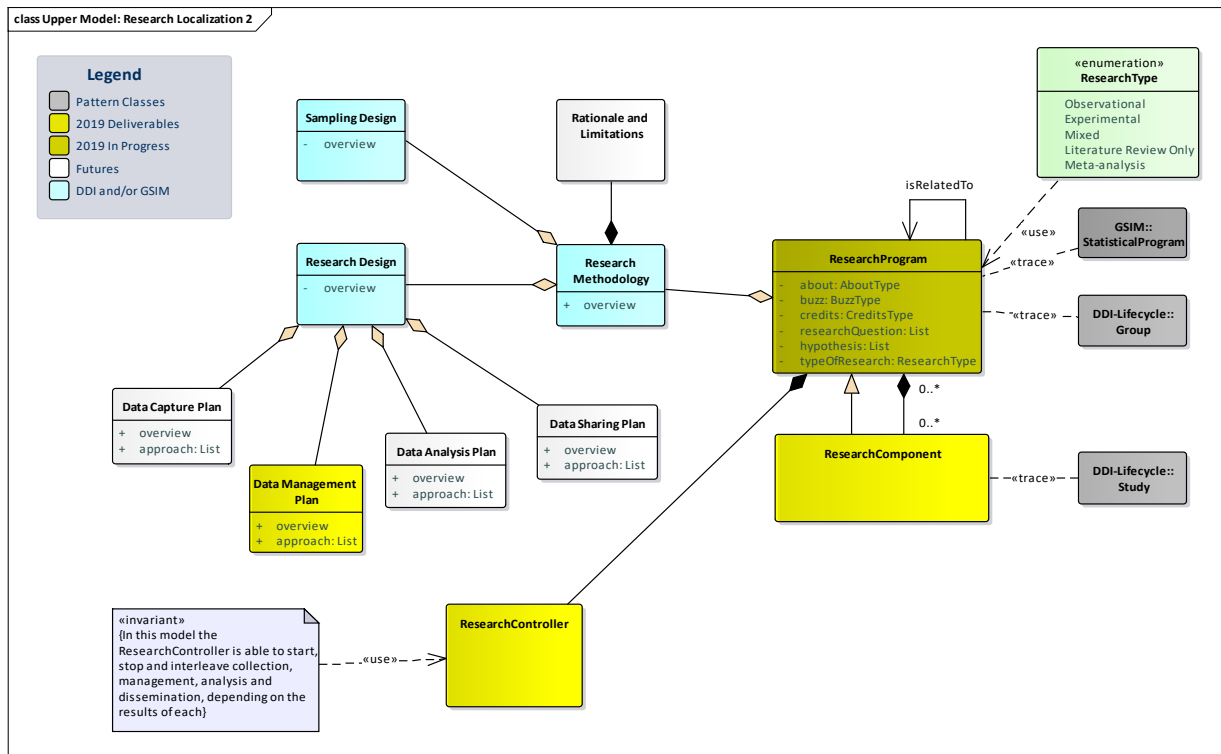 class Upper Model: Research Localization 2
Legend
Pattern Classes
2019 Deliverables
2019 In Progress
Futures
DDI and/or GSIM
Sampling Design
- overview
Rationale and
Limitations
«enumeration»
ResearchType
Observational
Experimental
Mixed
Literature Review Only
Meta-analysis
isRelatedTo
«use»
GSIM::
StatisticalProgram
«trace»
Research Design
- overview
Research
Methodology
+ overview
ResearchProgram
- about: AboutType
- buzz: BuzzType
- credits: CreditsType
- researchQuestion: List
- hypothesis: List
- typeOfResearch: ResearchType
«trace»
DDI-Lifecycle::
Group
0..*
0..*
Data Capture Plan
+ overview
+ approach: List
Data Management
Plan
+ overview
+ approach: List
Data Analysis Plan
+ overview
+ approach: List
Data Sharing Plan
+ overview
+ approach: List
ResearchComponent
«trace»
DDI-Lifecycle::
Study
«invariant»
{In this model the
ResearchController is able to start,
stop and interleave collection,
management, analysis and
dissemination, depending on the
results of each}
«use»
ResearchController